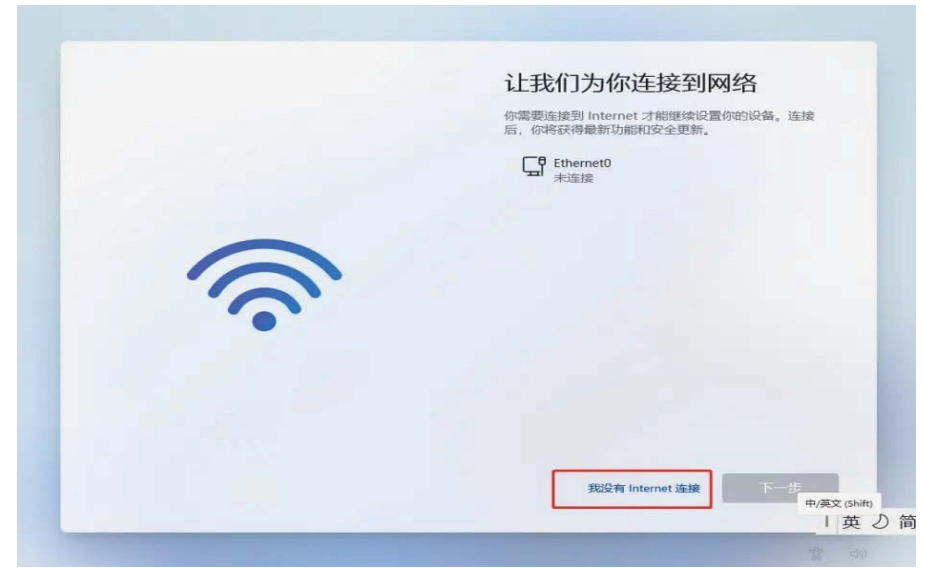 让我们为你连接到网络
你需要连接到 Internet 才能继续设置你的设备。连接
后，你将获得最新功能和安全更新。
Ethernet0
未连接
我没有 Internet 连接
下一步
中/英文 (Shift)
英 简